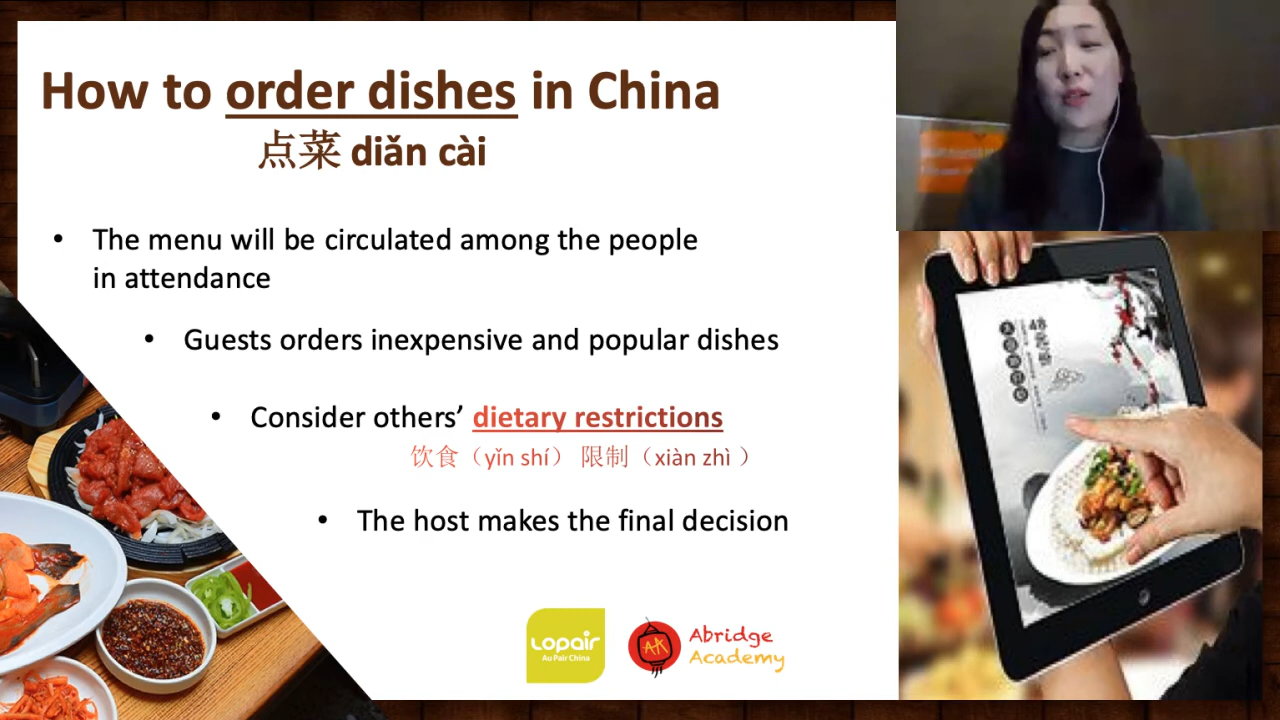 How to order dishes in China
点菜 diǎn cài
• The menu will be circulated among the people
in attendance
• Guests orders inexpensive and popular dishes
• Consider others’ dietary restrictions
饮食（yǐn shí） 限制（xiàn zhì ）
• The host makes the final decision
Lopair
Au Pair China
AK
Abridge
Academy